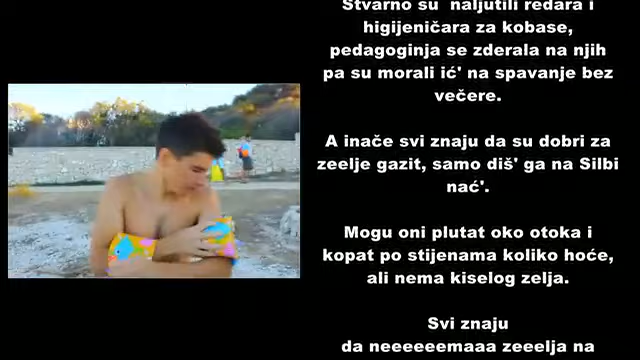 Stvarno su naljutili redara i
higijeničara za kobase,
pedagoginja se zderala na njih
pa su morali ić' na spavanje bez
večere.
A inače svi znaju da su dobri za
zeelje gazit, samo diš' ga na Silbi
nać'.
Mogu oni plutat oko otoka i
kopat po stijenama koliko hoće,
ali nema kiselog zelja.
Svi znaju
da neeeeeemaaa zeeelja na